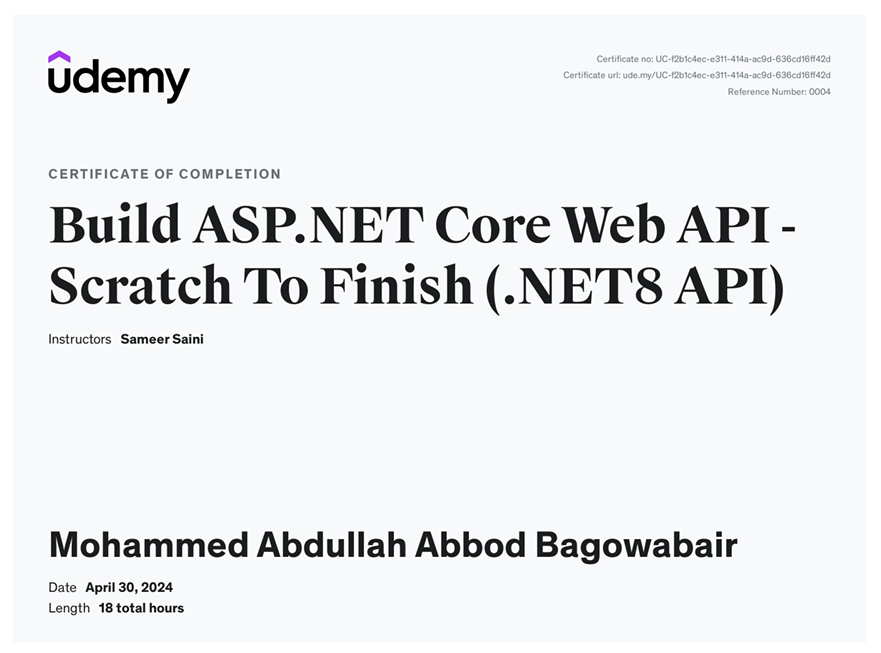 udemy
Certificate no: UC-f2b1c4ec-e311-414a-ac9d-636cd16ff42d
Certificate url: ude.my/UC-f2b1c4ec-e311-414a-ac9d-636cd16ff42d
Reference Number: 0004
CERTIFICATE OF COMPLETION
Build ASP.NET Core Web API -
Scratch To Finish (.NET8 API)
Instructors Sameer Saini
Mohammed Abdullah Abbod Bagowabair
Date April 30, 2024
Length 18 total hours